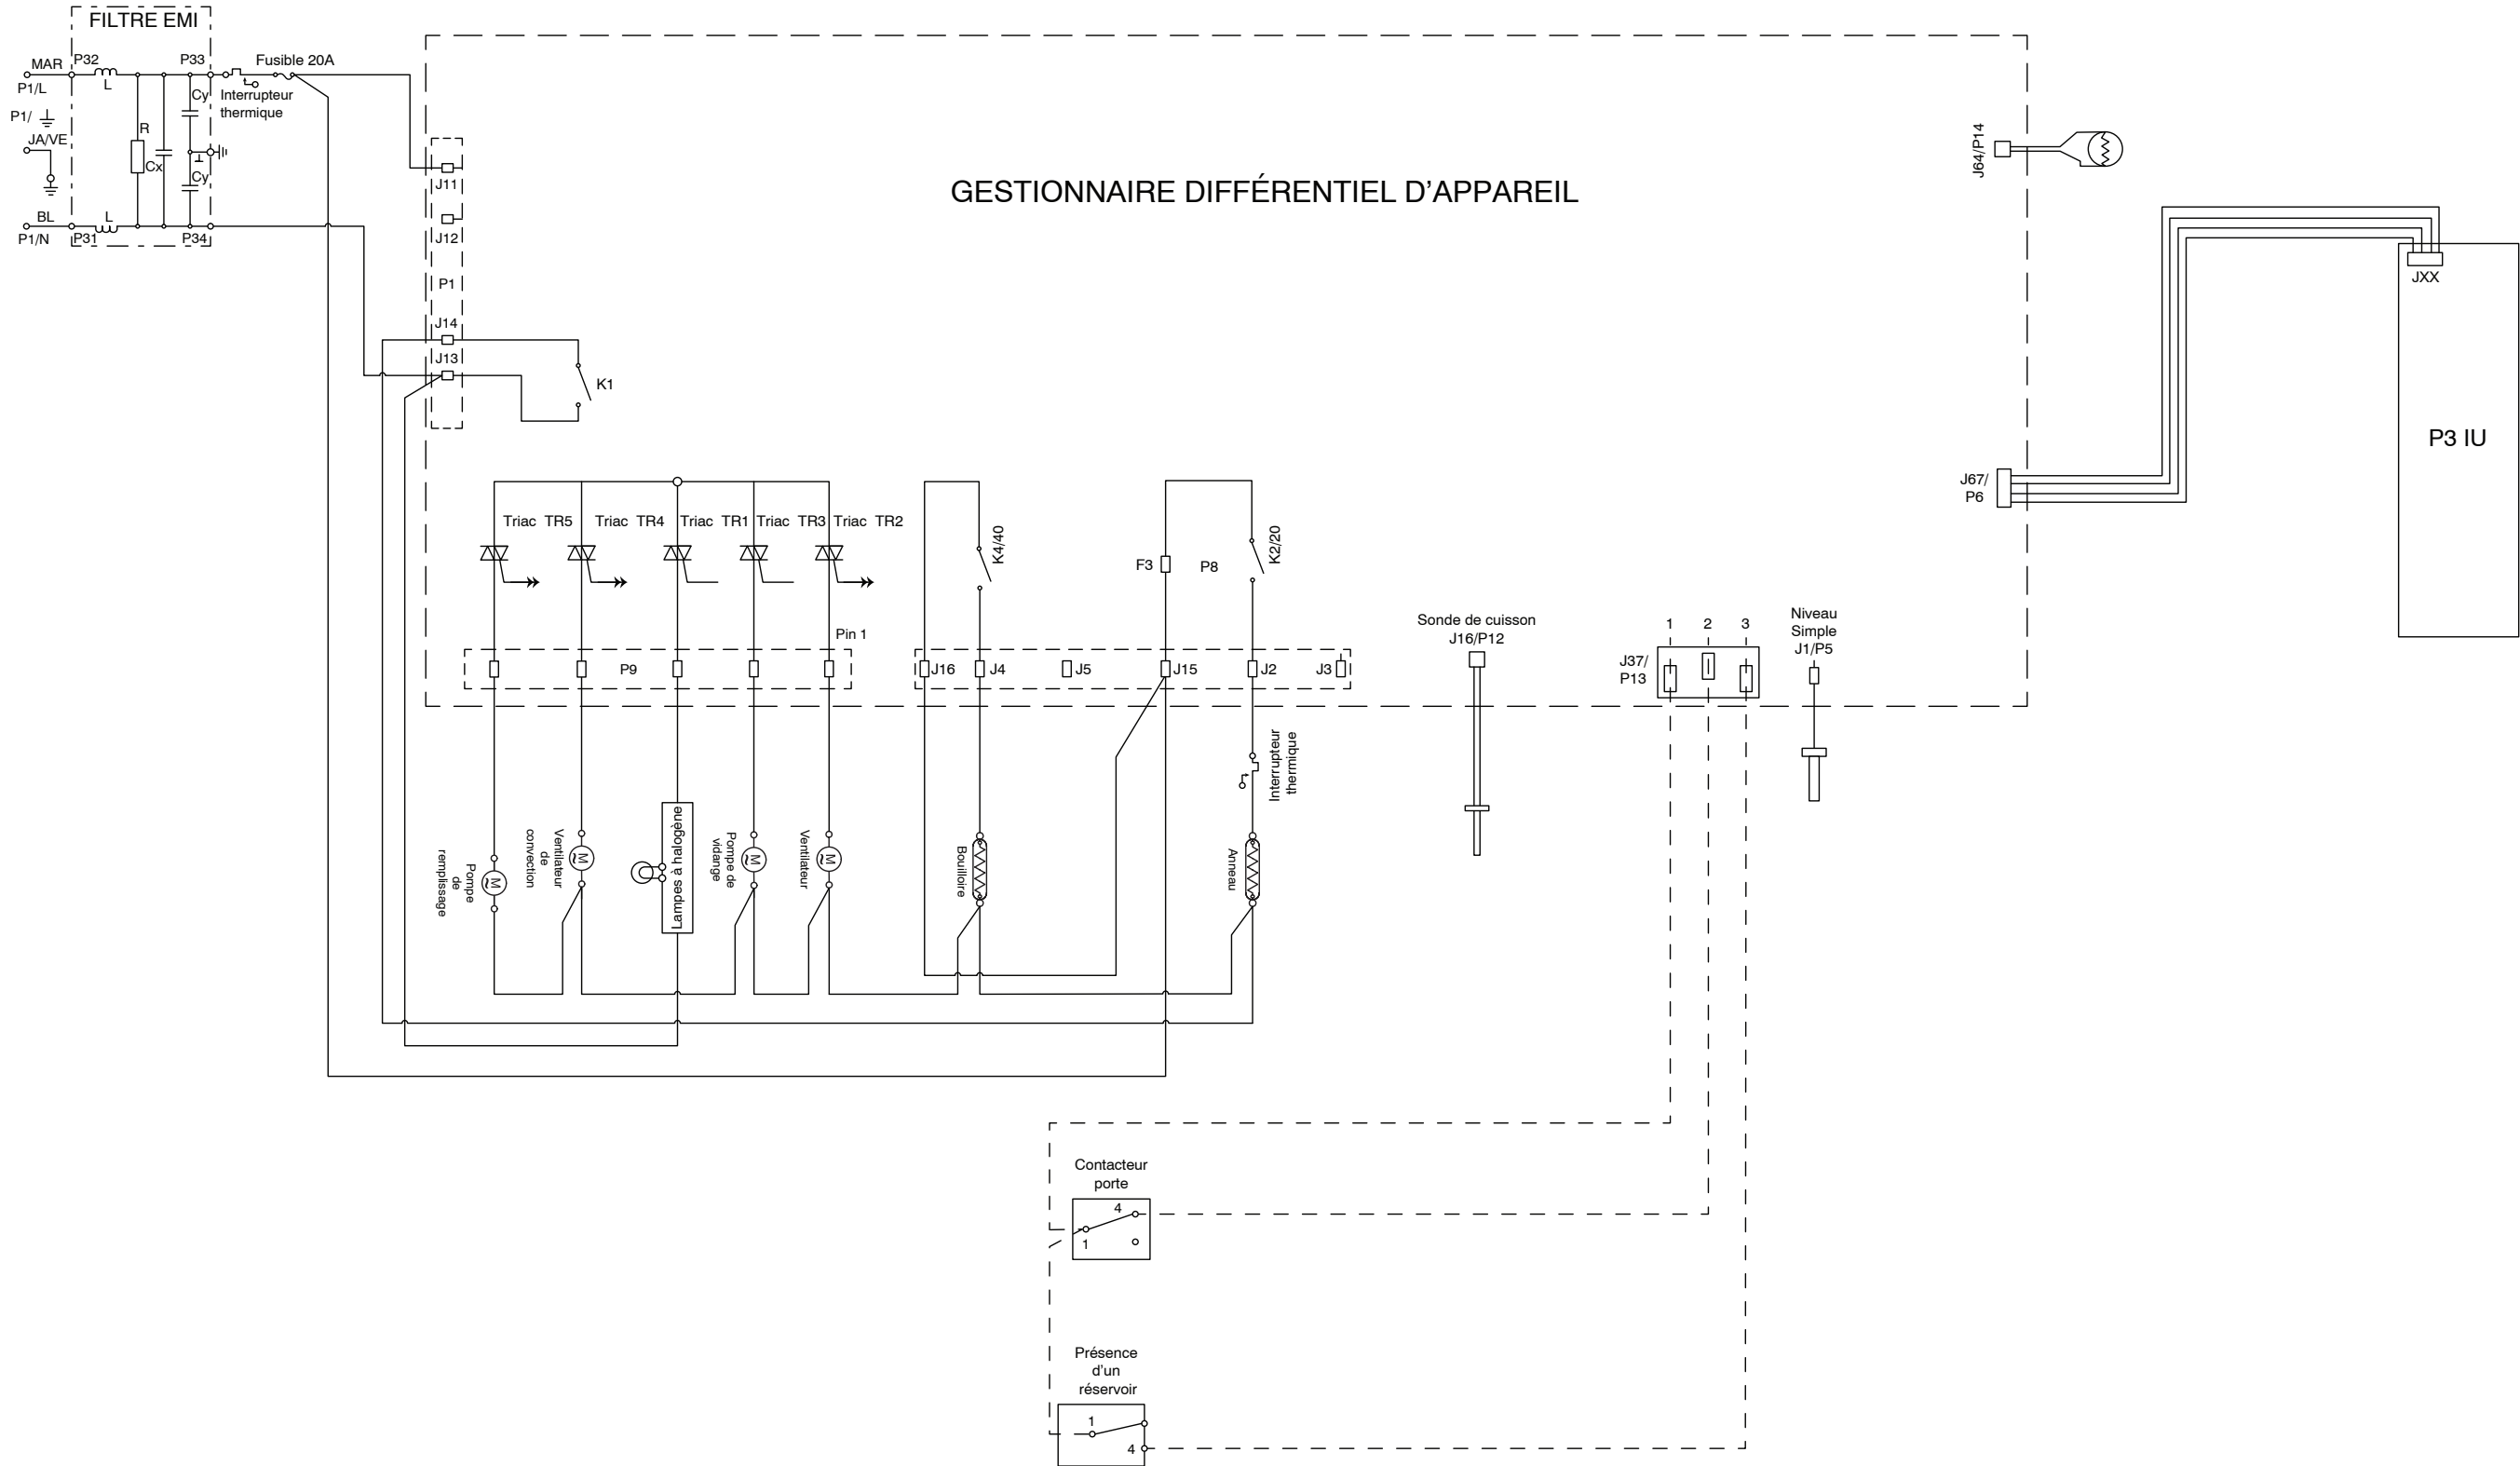 FILTRE EMI
MAR
P32
P33
Fusible 20A
P1/L
L
Cy
Interrupteur
thermique
P1/
JA/VE
R
Cx
Cy
BL
L
P1/N
P31
P34
J11
J12
P1
J14
J13
K1
GESTIONNAIRE DIFFÉRENTIEL D'APPAREIL
J64/P14
JXX
P3 IU
J67/
P6
Triac TR5
Triac TR4
Triac TR1
Triac TR3
Triac TR2
K4/40
F3
P8
K2/20
Pin 1
P9
J16
J4
J5
J15
J2
J3
Sonde de cuisson
J16/P12
1
2
3
J37/
P13
Niveau
Simple
J1/P5
Interrupteur
thermique
Pompe
de
remplissage
M
~
Ventilateur
de
convection
M
~
Lampes à halogène
Pompe de
vidange
M
~
Ventilateur
M
~
Bouilloire
Anneau
Contacteur
porte
4
1
Présence
d'un
réservoir
1
4